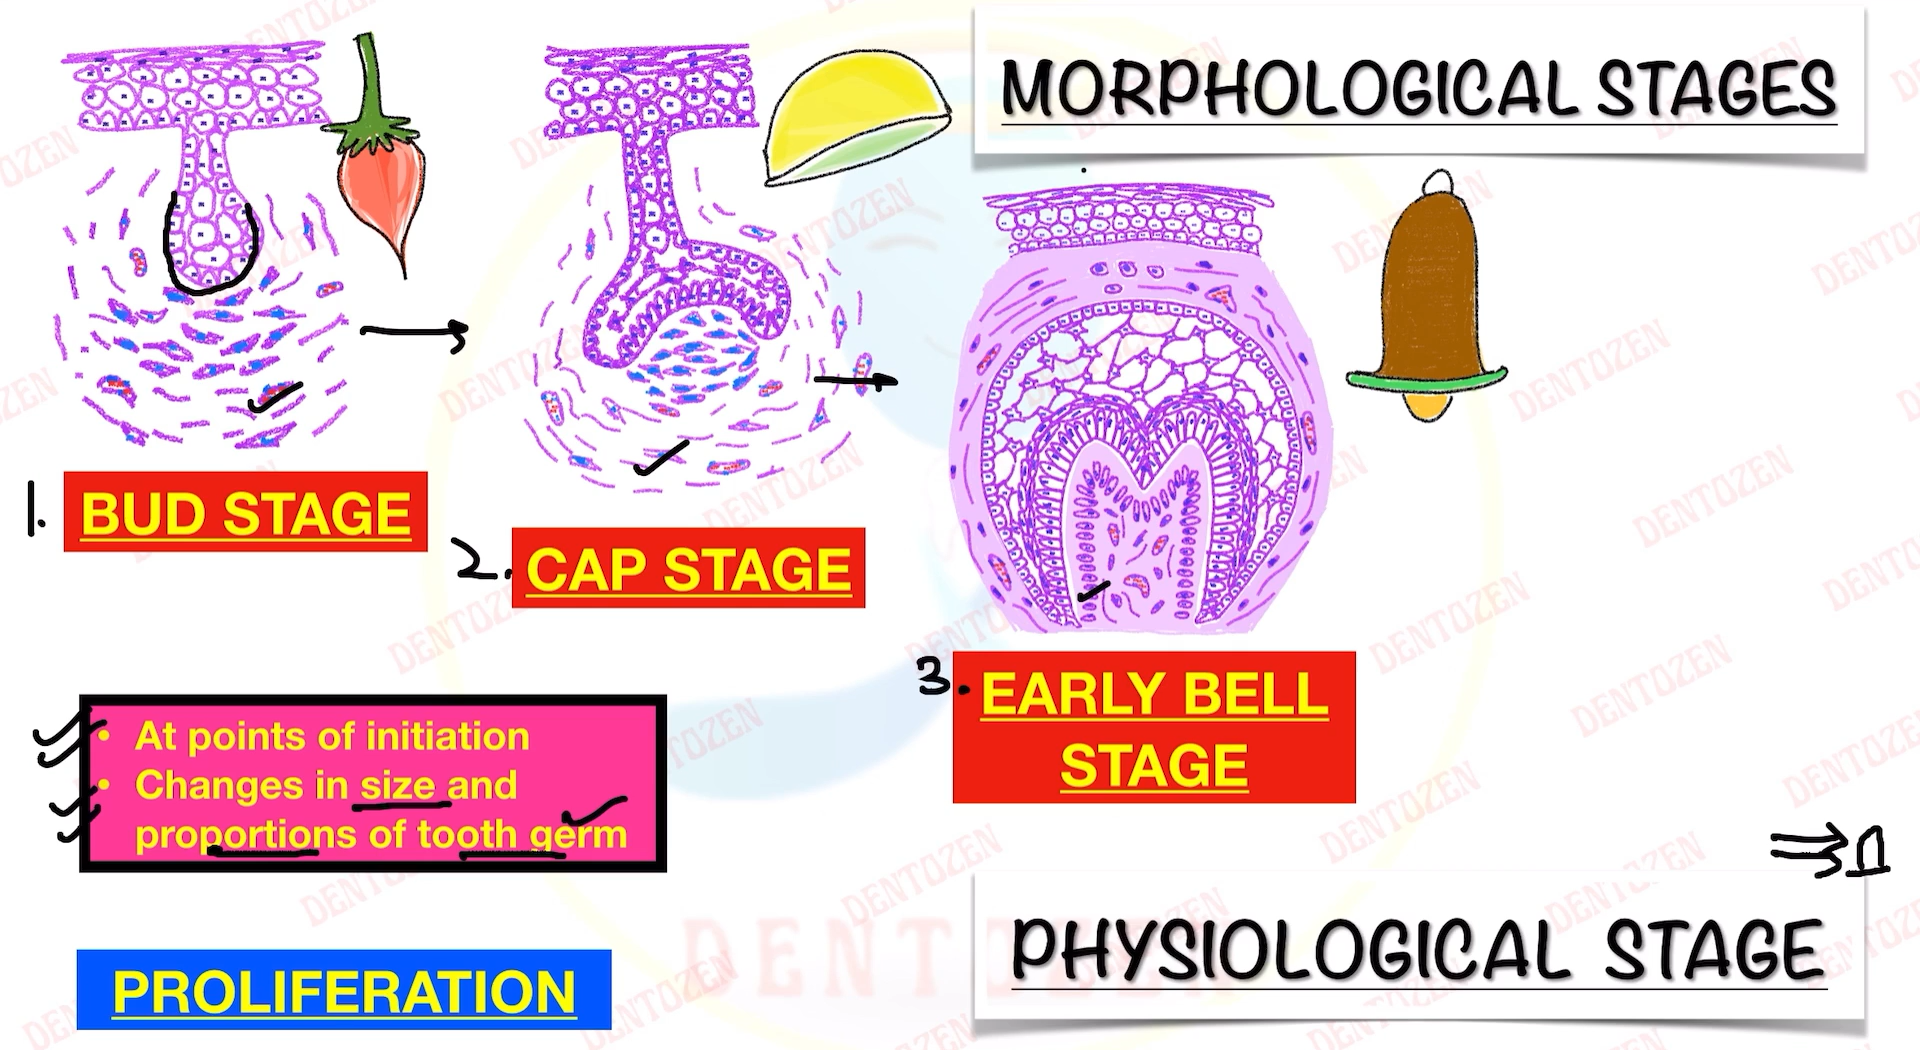 MORPHOLOGICAL STAGES
1. BUD STAGE
2. CAP STAGE
3. EARLY BELL
STAGE
• At points of initiation
• Changes in size and
proportions of tooth germ
PROLIFERATION
PHYSIOLOGICAL STAGE
DENTOZEN